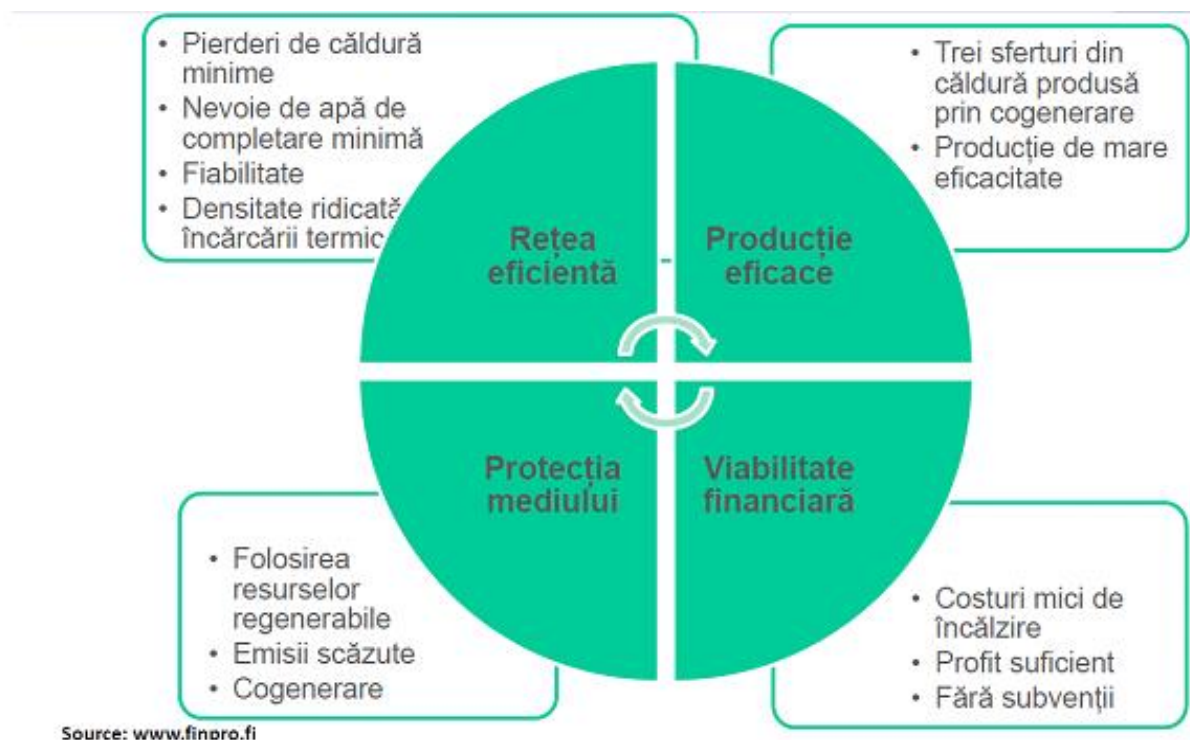 • Pierderi de căldură
minime
• Nevoie de apă de
completare minimă
• Fiabilitate
• Densitate ridicată
încărcării termic
• Trei sferturi din
căldură produsă
prin cogenerare
• Producție de mare
eficacitate
Rețea
eficientă
Producție
eficace
Protecția
mediului
Viabilitate
financiară
• Folosirea
resurselor
regenerabile
• Emisii scăzute
• Cogenerare
• Costuri mici de
încălzire
• Profit suficient
• Fără subvenții
Source: www.finpro.fi